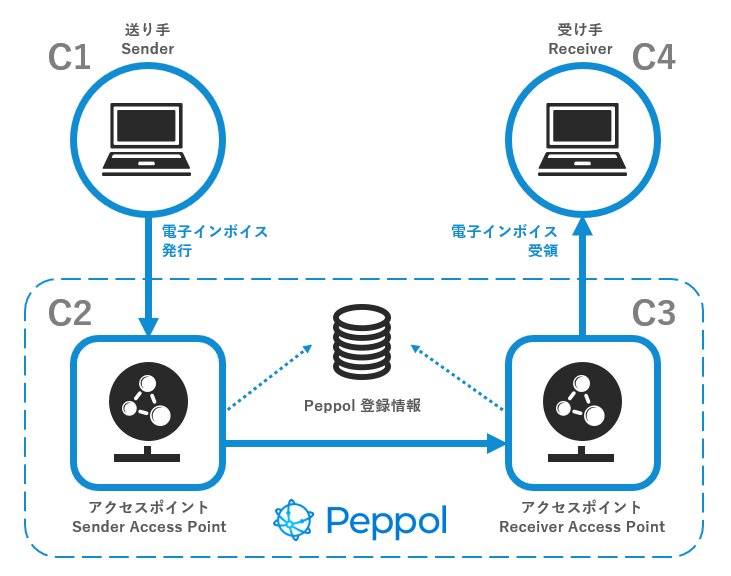 送り手
Sender
C1
受け手
Receiver
C4
電子インボイス
発行
電子インボイス
受領
C2
C3
Peppol 登録情報
アクセスポイント
Sender Access Point
アクセスポイント
Receiver Access Point
Peppol